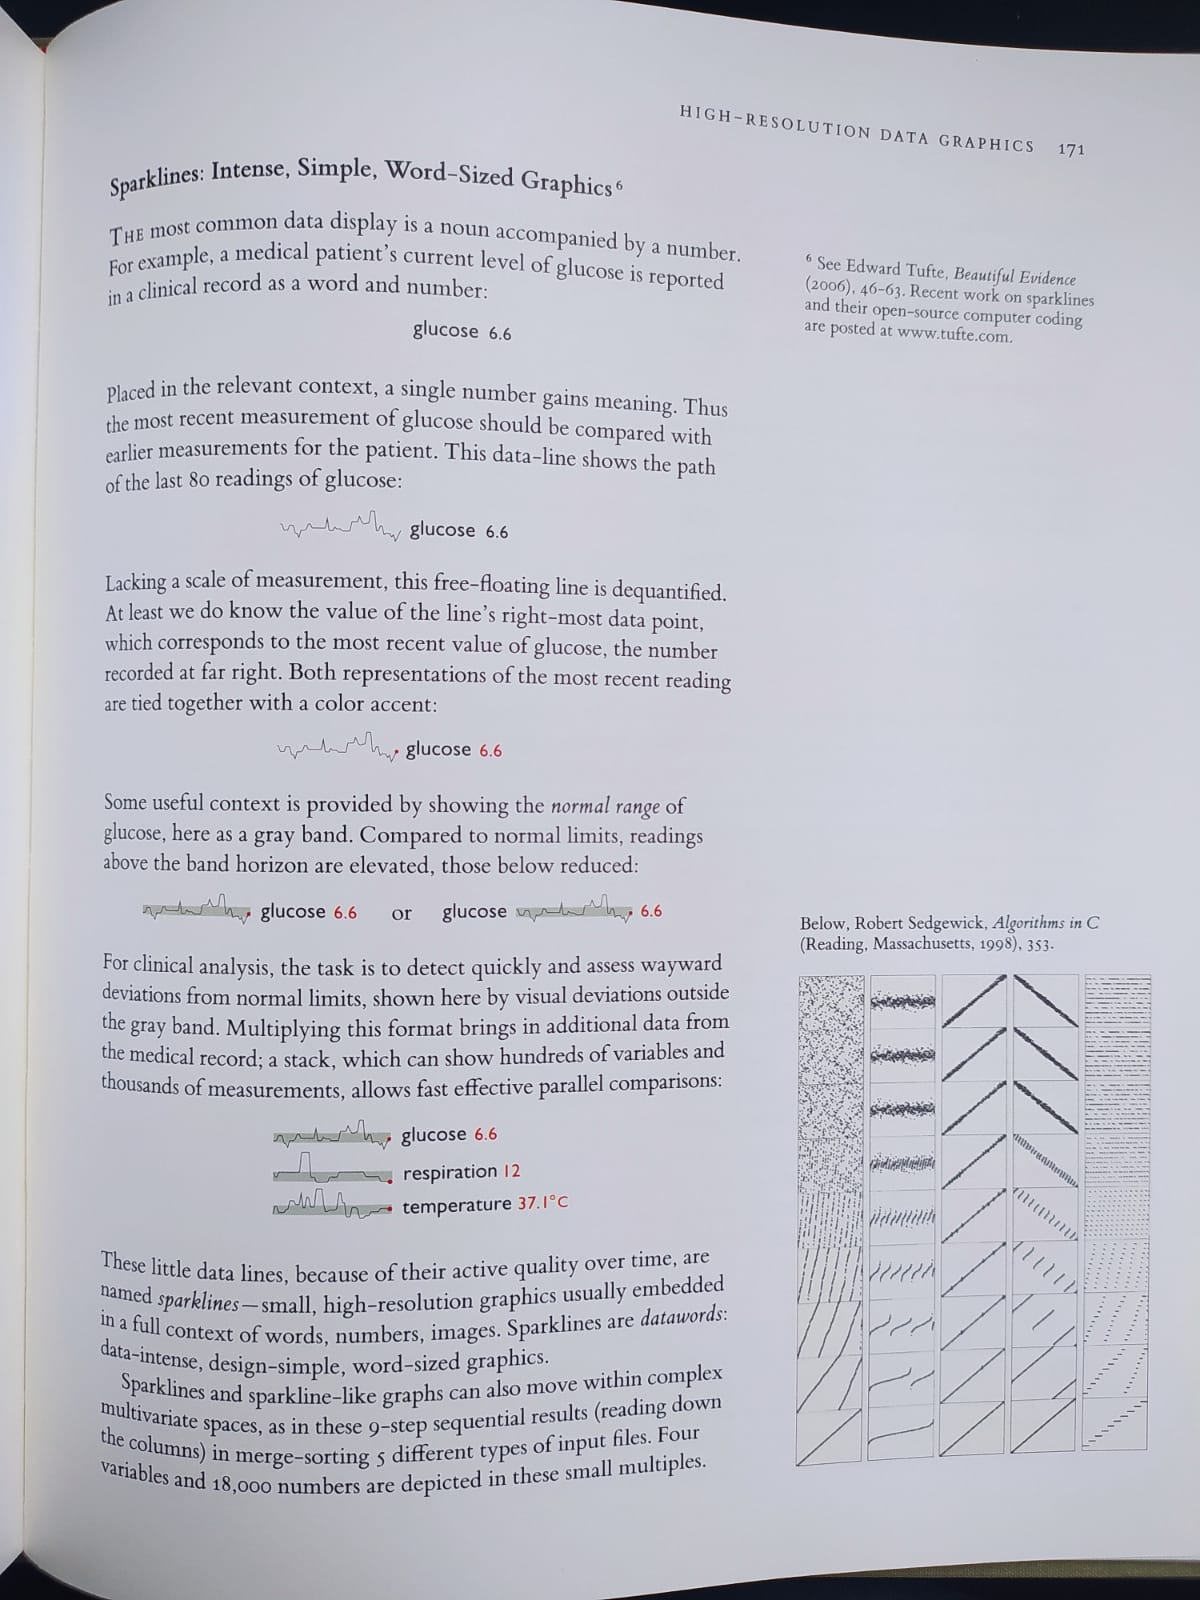 HIGH-RESOLUTION DATA GRAPHICS 171
Sparklines: Intense, Simple, Word-Sized Graphics⁶
THE most common data display is a noun accompanied by a number.
For example, a medical patient's current level of glucose is reported
in a clinical record as a word and number:
glucose 6.6
⁶ See Edward Tufte, Beautiful Evidence
(2006), 46-63. Recent work on sparklines
and their open-source computer coding
are posted at www.tufte.com.
Placed in the relevant context, a single number gains meaning. Thus
the most recent measurement of glucose should be compared with
earlier measurements for the patient. This data-line shows the path
of the last 80 readings of glucose:
glucose 6.6
Lacking a scale of measurement, this free-floating line is dequantified.
At least we do know the value of the line's right-most data point,
which corresponds to the most recent value of glucose, the number
recorded at far right. Both representations of the most recent reading
are tied together with a color accent:
glucose 6.6
Some useful context is provided by showing the normal range of
glucose, here as a gray band. Compared to normal limits, readings
above the band horizon are elevated, those below reduced:
glucose 6.6 or glucose 6.6
For clinical analysis, the task is to detect quickly and assess wayward
deviations from normal limits, shown here by visual deviations outside
the gray band. Multiplying this format brings in additional data from
the medical record; a stack, which can show hundreds of variables and
thousands of measurements, allows fast effective parallel comparisons:
glucose 6.6
respiration 12
temperature 37.1°C
These little data lines, because of their active quality over time, are
named sparklines—small, high-resolution graphics usually embedded
in a full context of words, numbers, images. Sparklines are datawords:
data-intense, design-simple, word-sized graphics.
Sparklines and sparkline-like graphs can also move within complex
multivariate spaces, as in these 9-step sequential results (reading down
the columns) in merge-sorting 5 different types of input files. Four
variables and 18,000 numbers are depicted in these small multiples.
Below, Robert Sedgewick, Algorithms in C
(Reading, Massachusetts, 1998), 353.